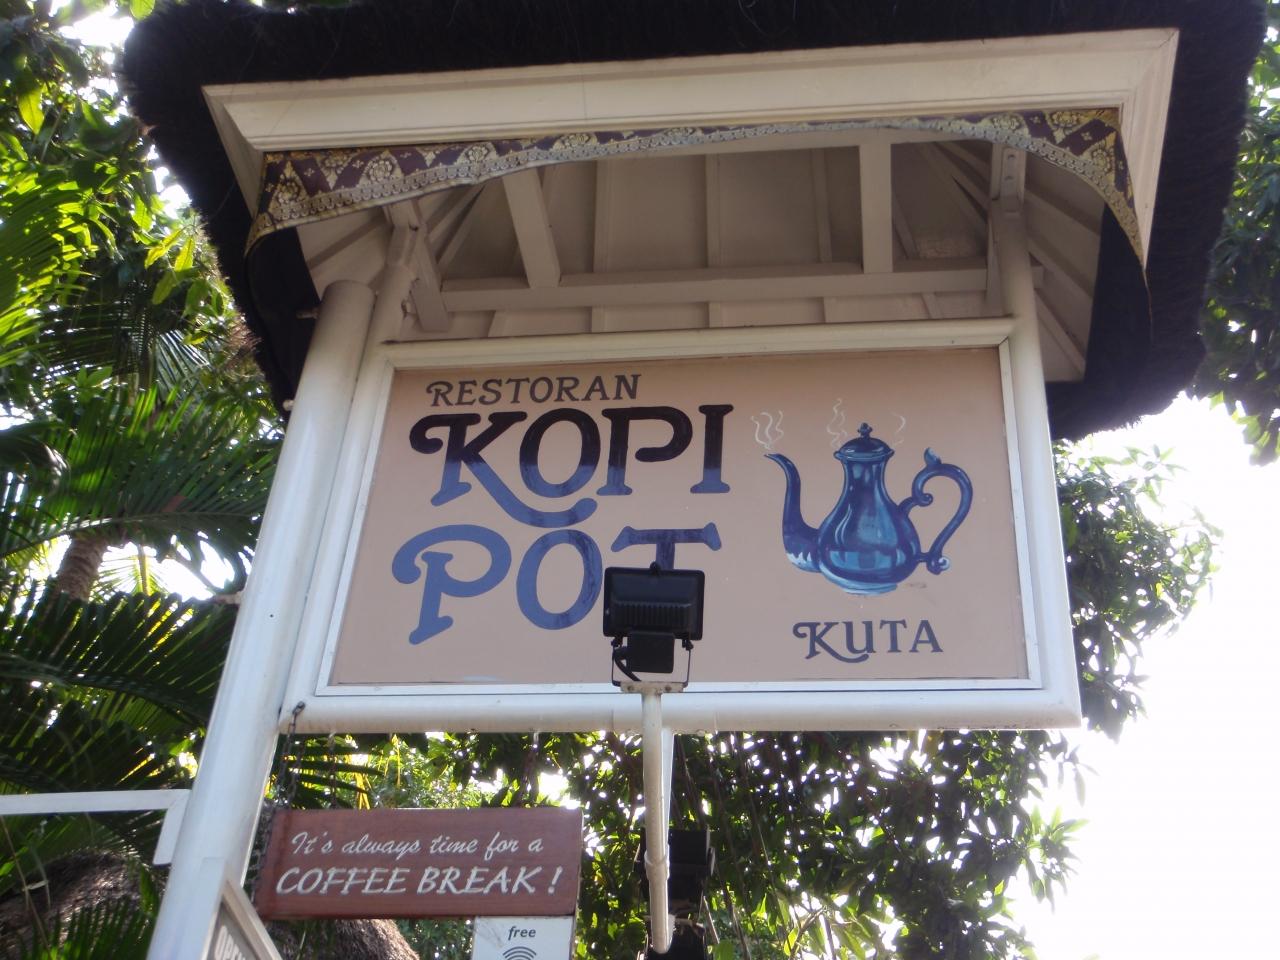 RESTORAN
KOPI
POT
KUTA
It's always time for a
COFFEE BREAK!
free